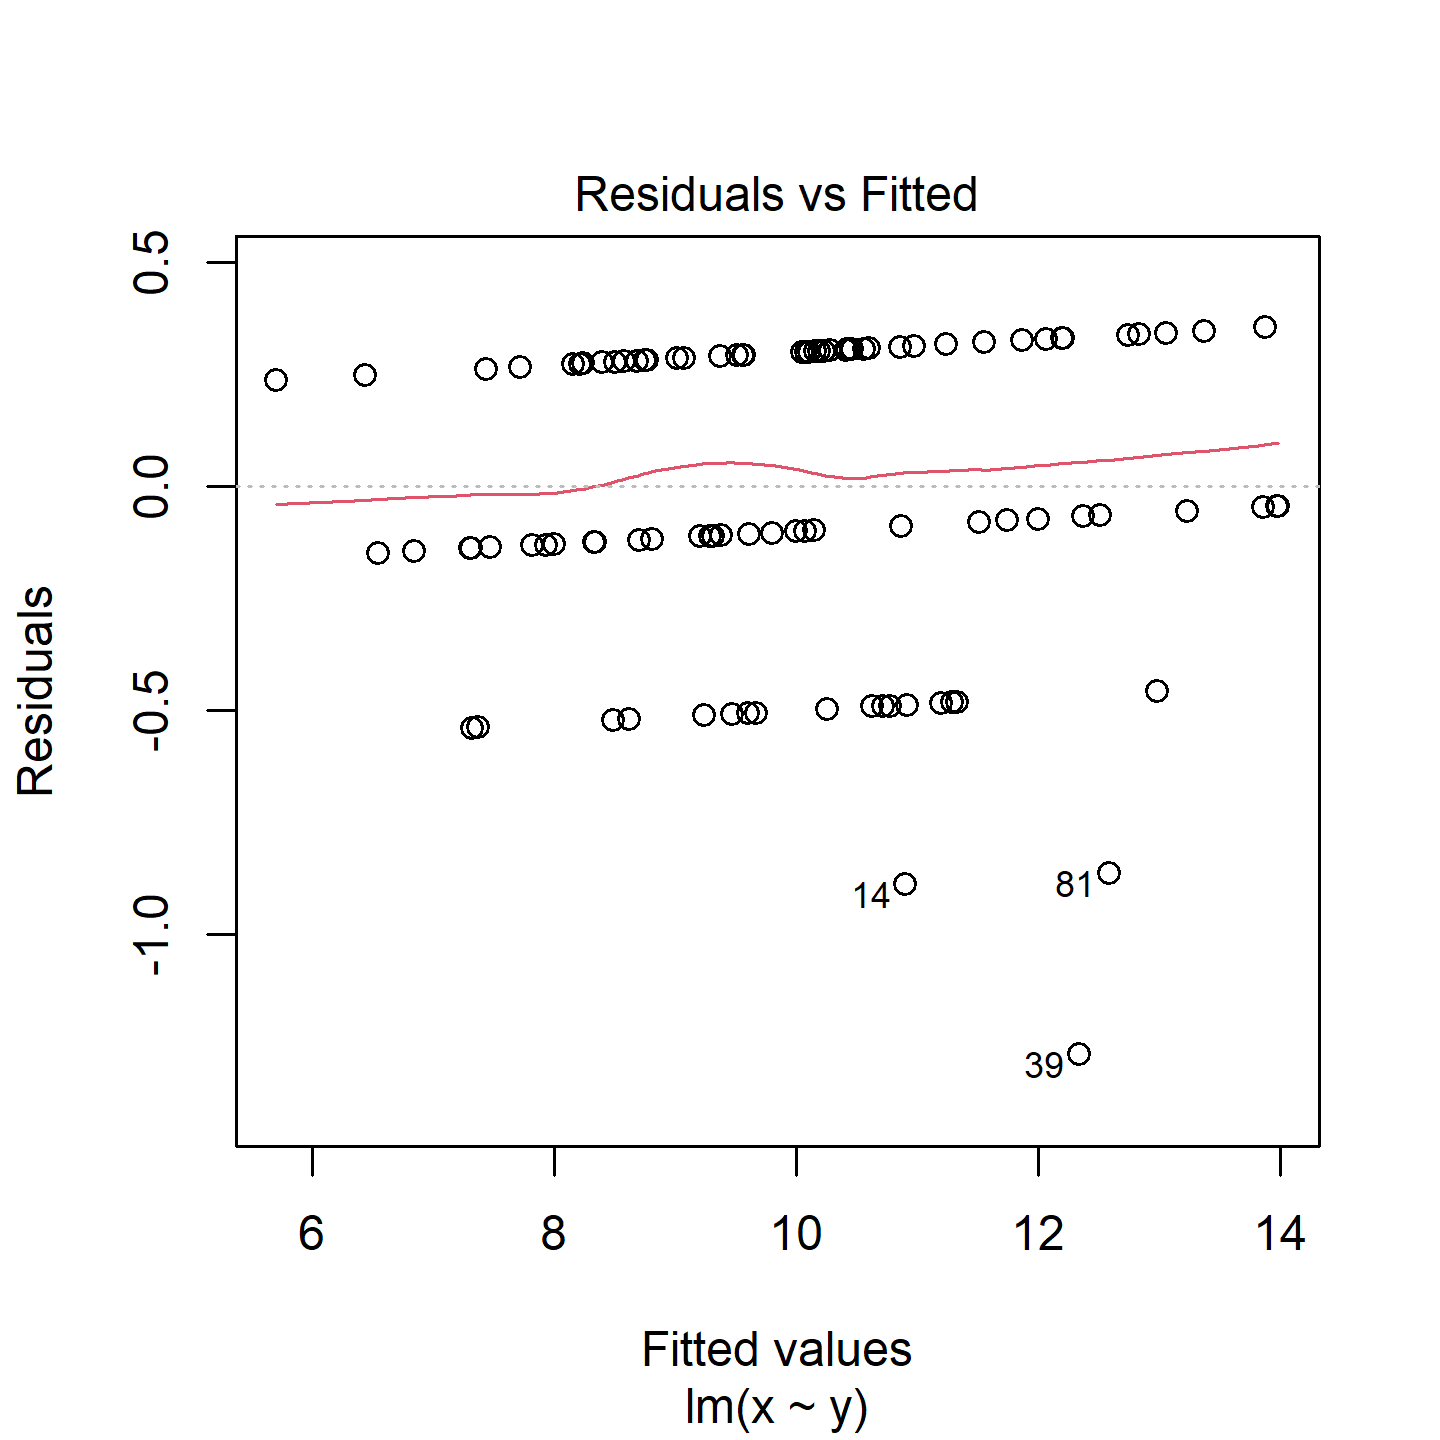 Residuals vs Fitted
0.5
0.0
-0.5
-1.0
Residuals
14
81
39
6 8 10 12 14
Fitted values
lm(x ~ y)